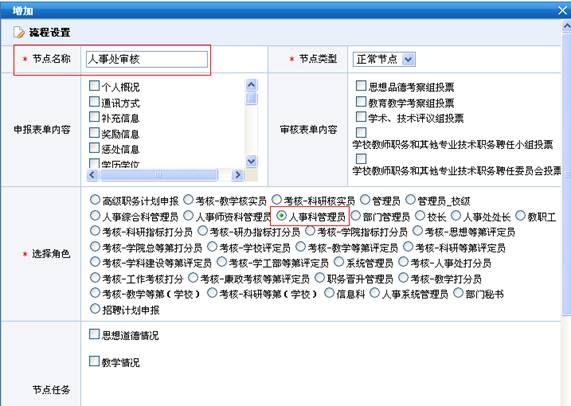 增加
流程设置
* 节点名称 人事处审核 * 节点类型 正常节点
申报表单内容
个人概况
通讯方式
补充信息
奖励信息
惩处信息
学历学位
审核表单内容
思想品德考察组投票
教育教学考察组投票
学术、技术评议组投票
学校教师职务和其他专业技术职务聘任小组投票
学校教师职务和其他专业技术职务聘任委员会投票
* 选择角色
高级职务计划申报 考核-教学核实员 考核-科研核实员 管理员 管理员_校级
人事综合科管理员 人事师资科管理员 人事科管理员 部门管理员 校长 人事处处长 教职工
考核-科研指标打分 考核-研办指标打分 考核-学院指标打分 考核-思想等第评定员
考核-学院总等第打分员 考核-学校评定员 考核-教学等第评定员 考核-科研等第评定员
考核-学科建设等第评定员 考核-学工部等第评定员 系统管理员 考核-人事处打分员
考核-工作考核打分 考核-廉政考核等第评定员 职务晋升管理员 考核-教学打分员
考核-教学等第(学校) 考核-科研等第(学校) 信息科 人事系统管理员 部门秘书
招聘计划申报
节点任务
思想道德情况
教学情况